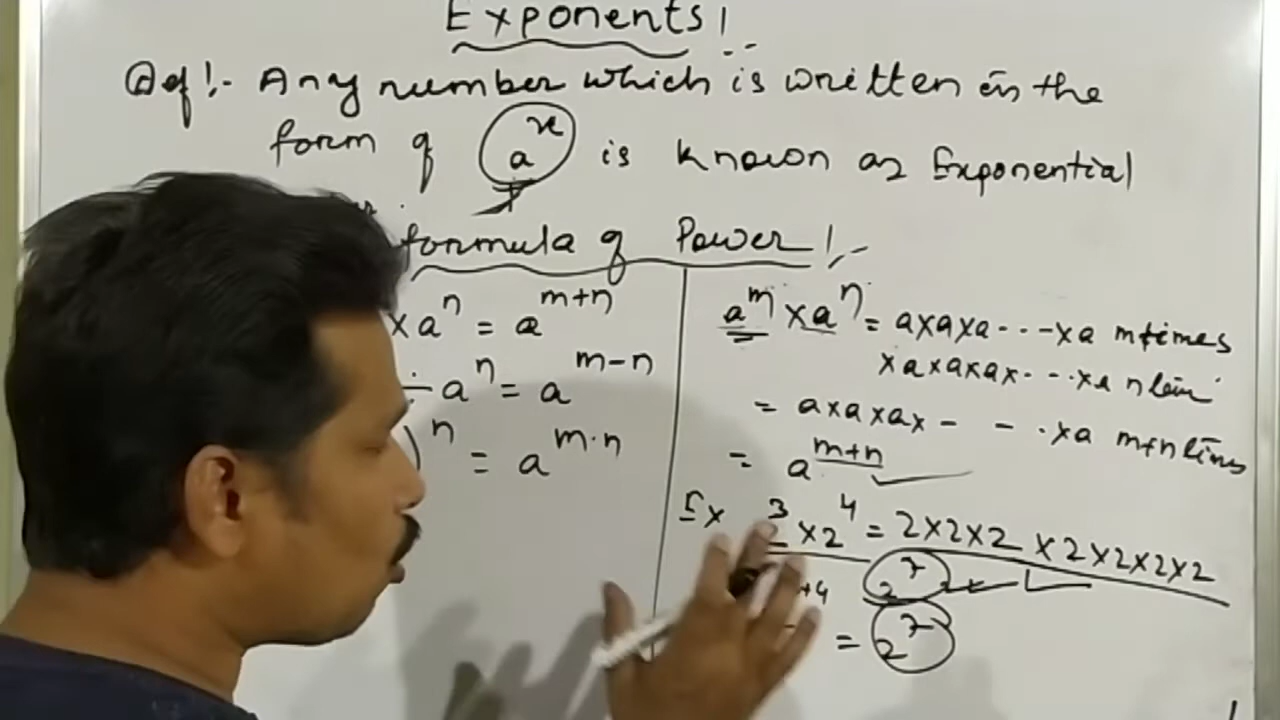 Exponents!
Def!:- Any number which is written in the
form of a^x is known as Exponential
formula of Power!:-
× a^n = a^{m+n}
÷ a^n = a^{m-n}
)^n = a^{m·n}
a^m × a^n = a×a×a---×a m times
×a×a×a×---×a n
= a×a×a×- - -×a m+n times
= a^{m+n}
Ex 2^3 × 2^4 = 2×2×2 × 2×2×2×2
2^7
+4 = 2^7